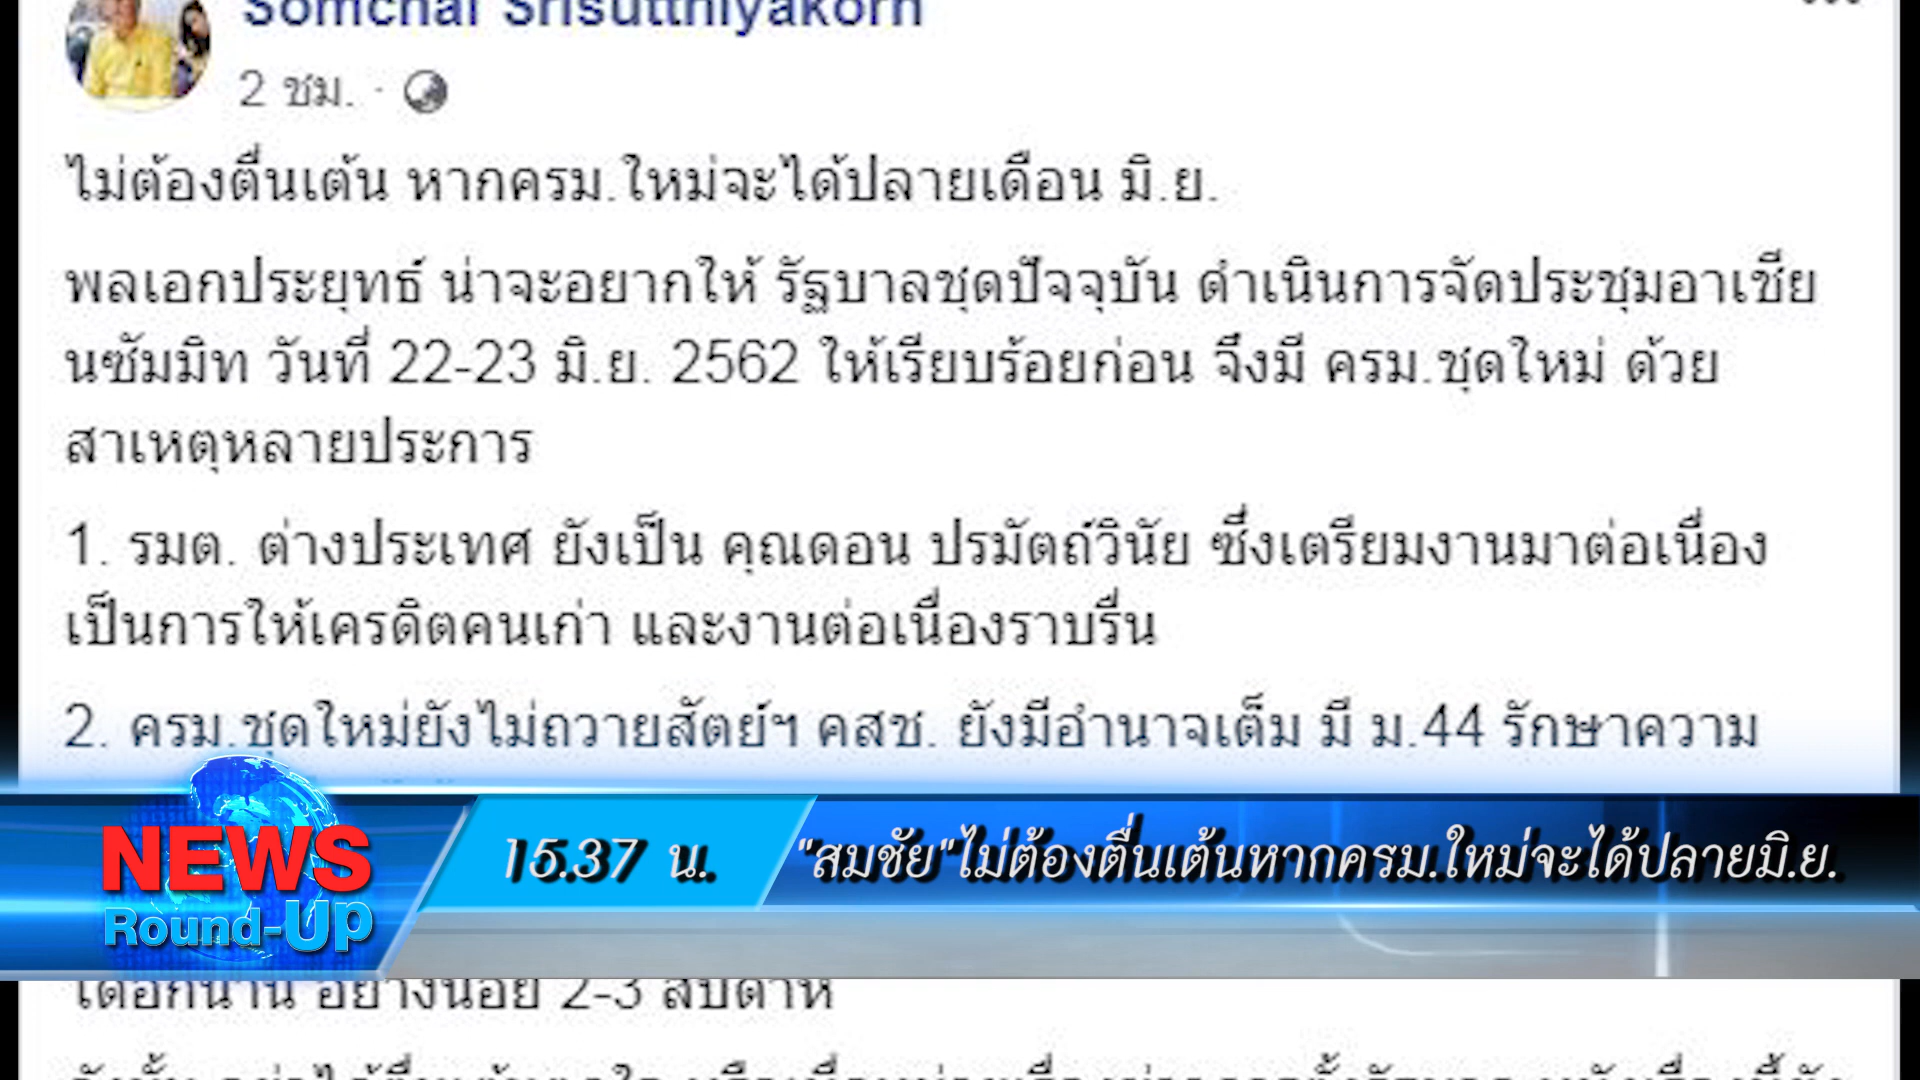 Somchai Srisutthiyakorn
2 ชม. ·
ไม่ต้องตื่นเต้น หากครม.ใหม่จะได้ปลายเดือน มิ.ย.
พลเอกประยุทธ์ น่าจะอยากให้ รัฐบาลชุดปัจจุบัน ดำเนินการจัดประชุมอาเซีย
นซัมมิท วันที่ 22-23 มิ.ย. 2562 ให้เรียบร้อยก่อน จึงมี ครม.ชุดใหม่ ด้วย
สาเหตุหลายประการ
1. รมต. ต่างประเทศ ยังเป็น คุณดอน ปรมัตถ์วินัย ซึ่งเตรียมงานมาต่อเนื่อง
เป็นการให้เครดิตคนเก่า และงานต่อเนื่องราบรื่น
2. ครม.ชุดใหม่ยังไม่ถวายสัตย์ฯ คสช. ยังมีอำนาจเต็ม มี ม.44 รักษาความ
NEWS
Round-Up
15.37 น.
"สมชัย"ไม่ต้องตื่นเต้นหากครม.ใหม่จะได้ปลายมิ.ย.
ได้อีกนาน อย่างน้อย 2-3 สัปดาห์